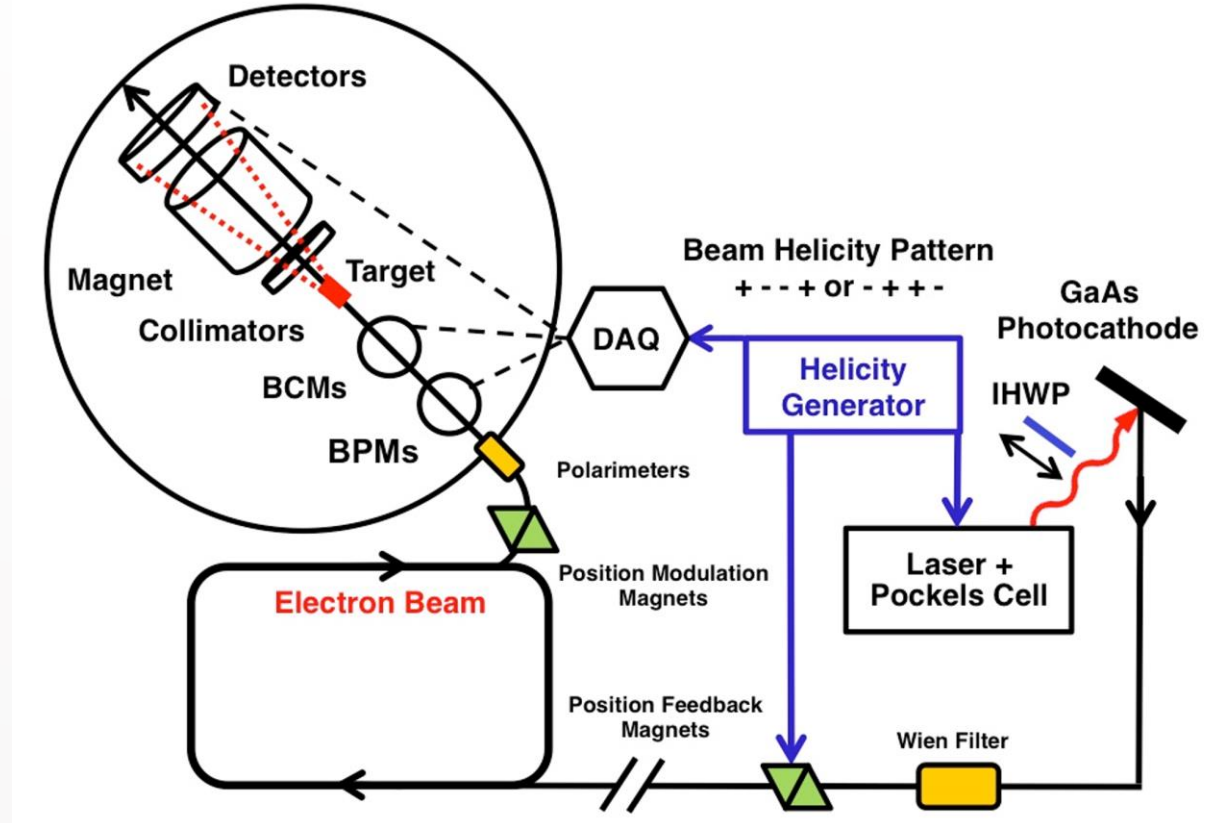 Detectors
Magnet
Target
Collimators
BCMs
BPMs
DAQ
Beam Helicity Pattern
+ - - + or - + + -
Helicity
Generator
GaAs
Photocathode
IHWP
Laser +
Pockels Cell
Polarimeters
Position Modulation
Magnets
Electron Beam
Position Feedback
Magnets
Wien Filter